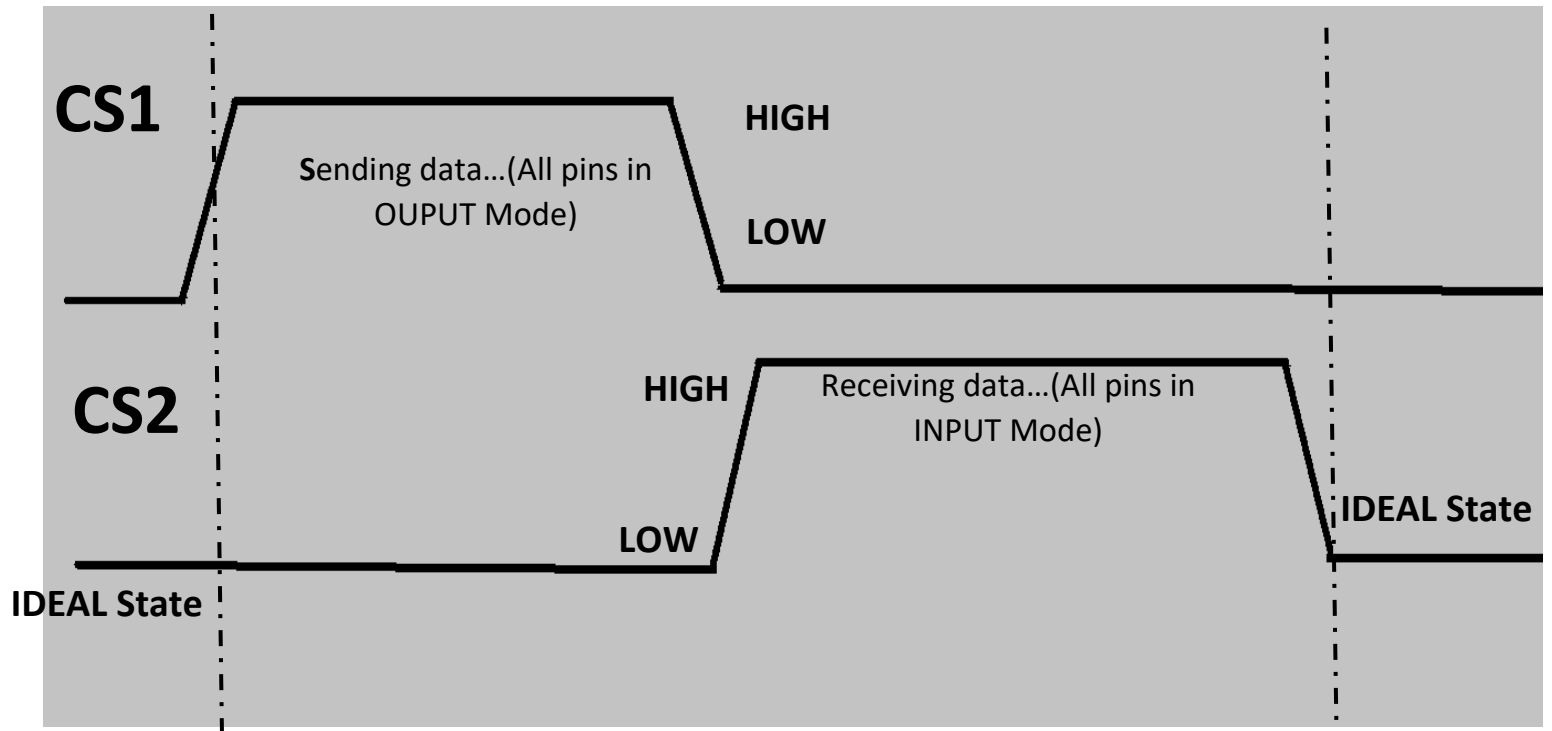 CS1
HIGH
Sending data...(All pins in
OUPUT Mode)
LOW
CS2
HIGH
Receiving data...(All pins in
INPUT Mode)
LOW
IDEAL State
IDEAL State